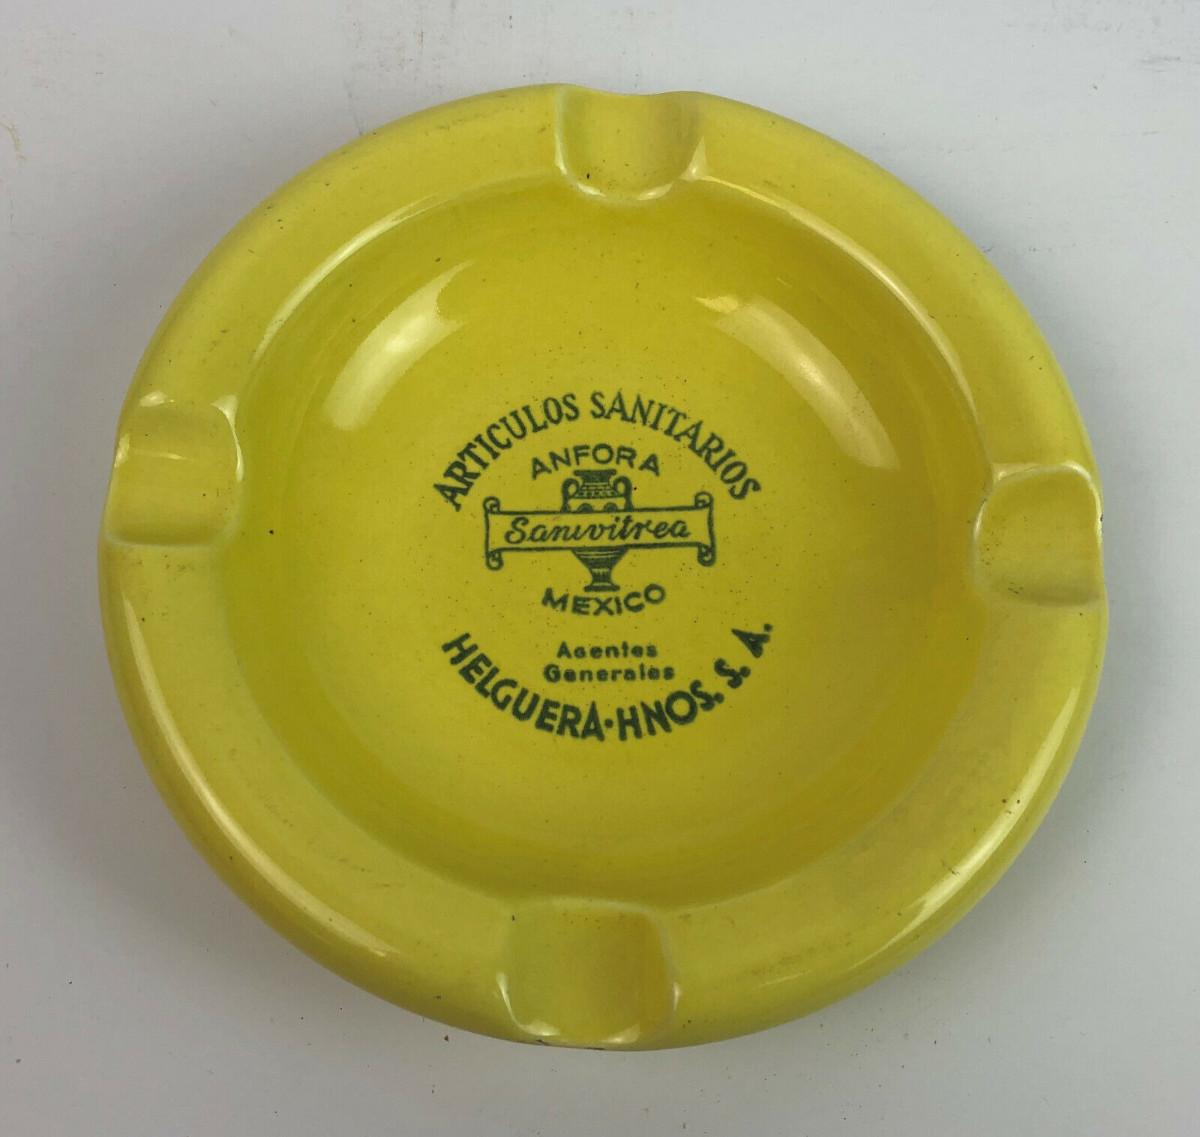 ARTICULOS SANITARIOS
ANFORA
Sanivitrea
MEXICO
Agentes
Generales
HELGUERA·HNOS. S. A.